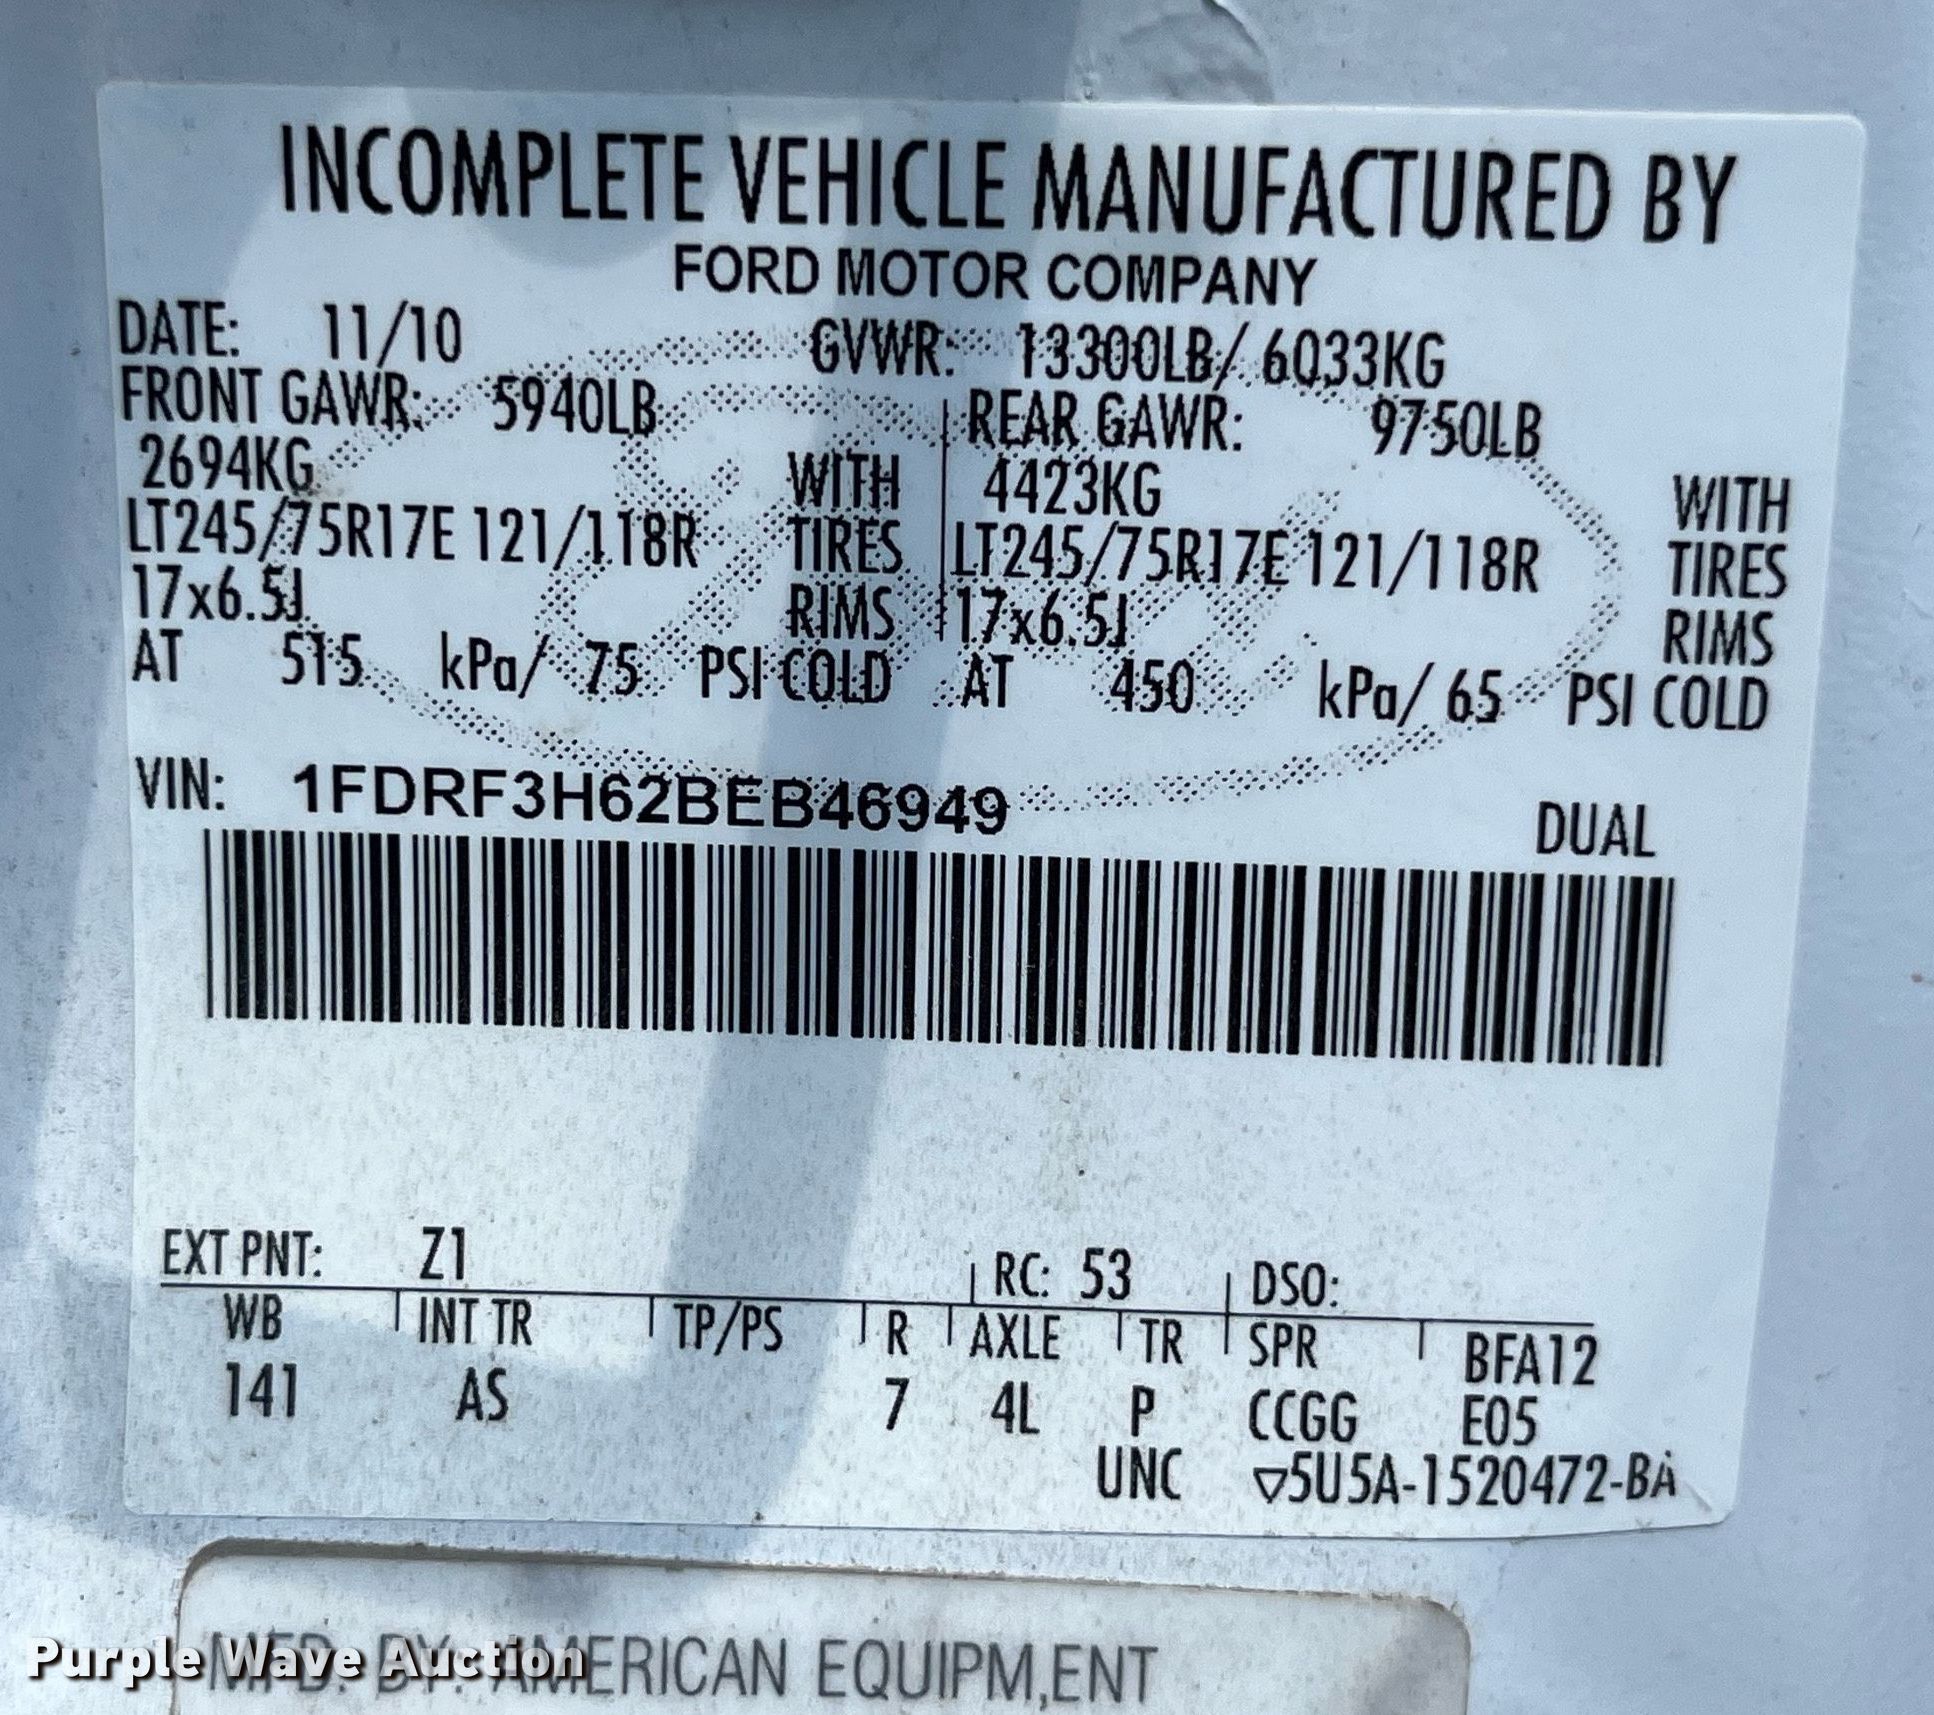 INCOMPLETE VEHICLE MANUFACTURED BY
FORD MOTOR COMPANY
DATE: 11/10 GVWR: 13300LB/ 6033KG
FRONT GAWR: 5940LB REAR GAWR: 9750LB
2694KG WITH 4423KG WITH
LT245/75R17E 121/118R TIRES LT245/75R17E 121/118R TIRES
17x6.5J RIMS 17x6.5J RIMS
AT 515 kPa/ 75 PSI COLD AT 450 kPa/ 65 PSI COLD
VIN: 1FDRF3H62BEB46949
DUAL
EXT PNT: Z1 RC: 53 DSO:
WB INT TR TP/PS R AXLE TR SPR BFA12
141 AS 7 4L P CCGG E05
UNC ▽5U5A-1520472-BA
MFD. BY: AMERICAN EQUIPM,ENT
Purple Wave Auction